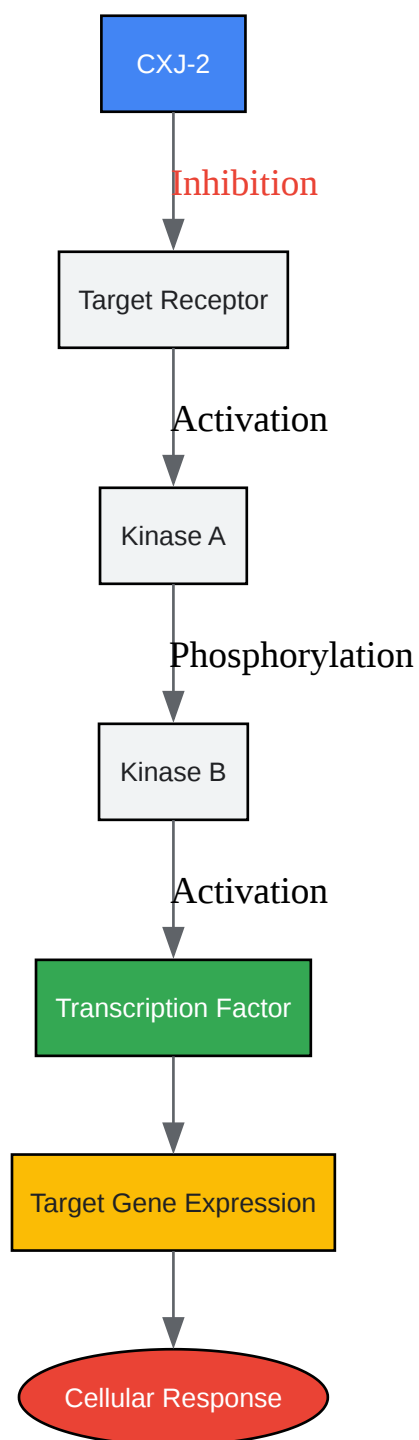 CXJ-2
Inhibition
Target Receptor
Activation
Kinase A
Phosphorylation
Kinase B
Activation
Transcription Factor
Target Gene Expression
Cellular Response